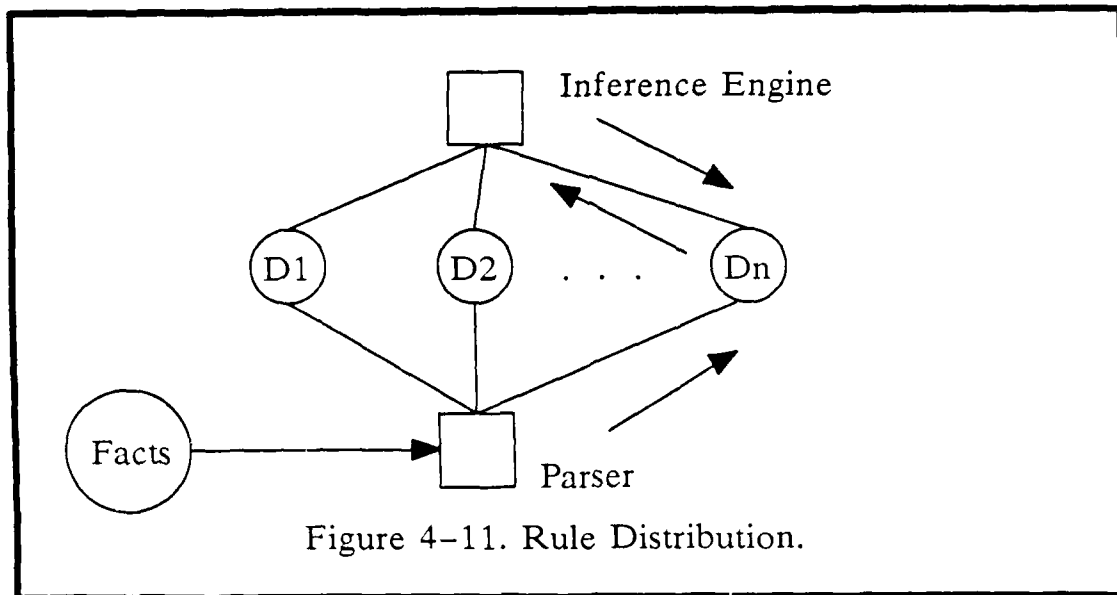 Inference Engine
D1 D2 . . . Dn
Facts
Parser
Figure 4-11. Rule Distribution.